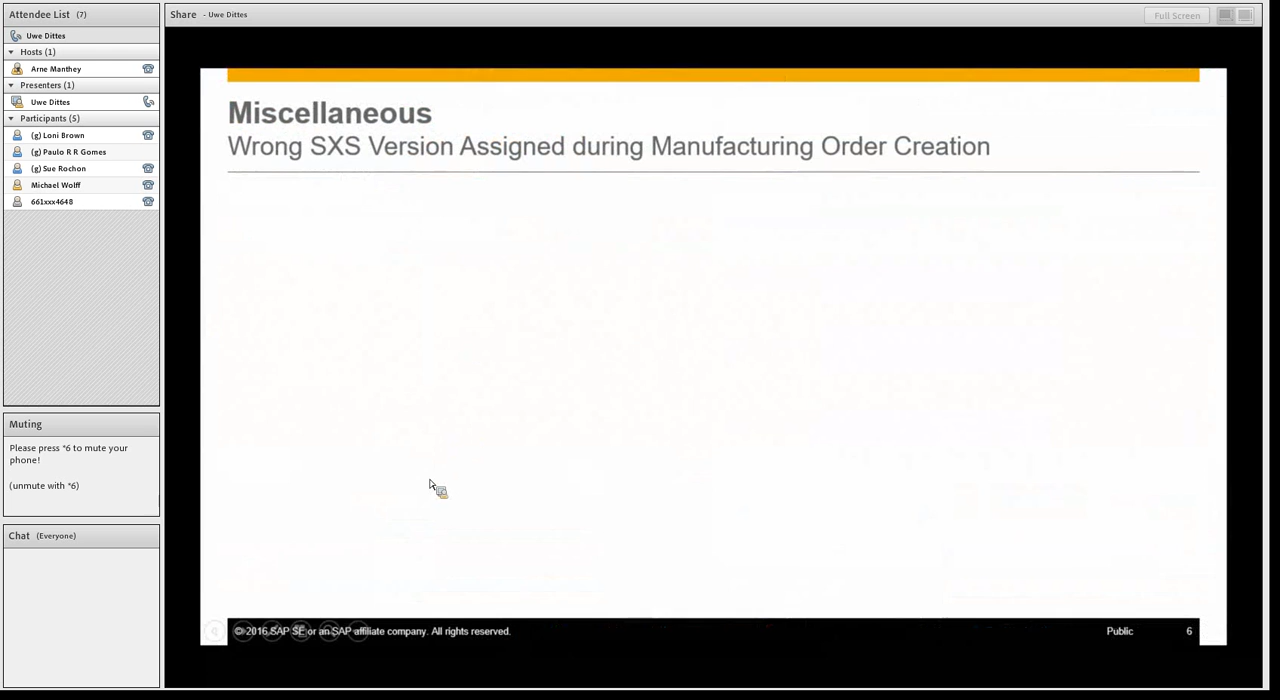 Attendee List (7)
Uwe Dittes
Hosts (1)
Arne Manthey
Presenters (1)
Uwe Dittes
Participants (5)
(g) Loni Brown
(g) Paulo R R Gomes
(g) Sue Rochon
Michael Wolff
661xxx4648
Muting
Please press *6 to mute your
phone!
(unmute with *6)
Chat (Everyone)
Share - Uwe Dittes
Full Screen
Miscellaneous
Wrong SXS Version Assigned during Manufacturing Order Creation
© 2016 SAP SE or an SAP affiliate company. All rights reserved.
Public 6